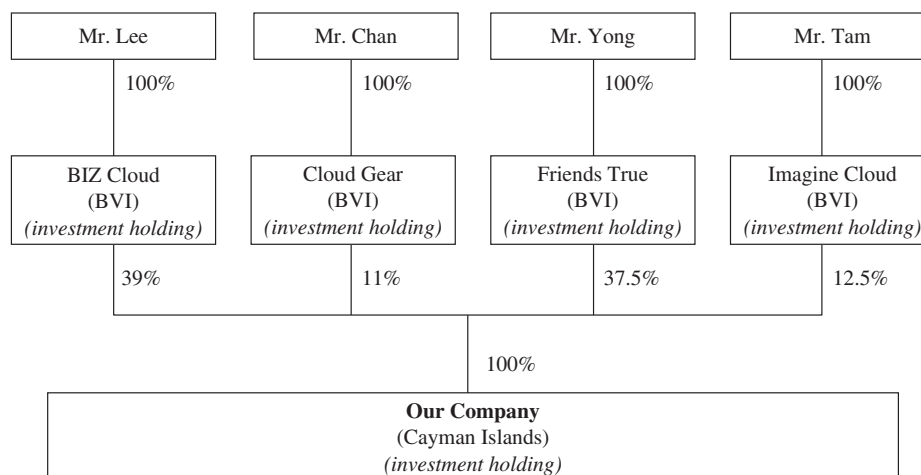 Mr. Lee
Mr. Chan
Mr. Yong
Mr. Tam
100%
100%
100%
100%
BIZ Cloud
(BVI)
(investment holding)
Cloud Gear
(BVI)
(investment holding)
Friends True
(BVI)
(investment holding)
Imagine Cloud
(BVI)
(investment holding)
39%
11%
37.5%
12.5%
100%
Our Company
(Cayman Islands)
(investment holding)